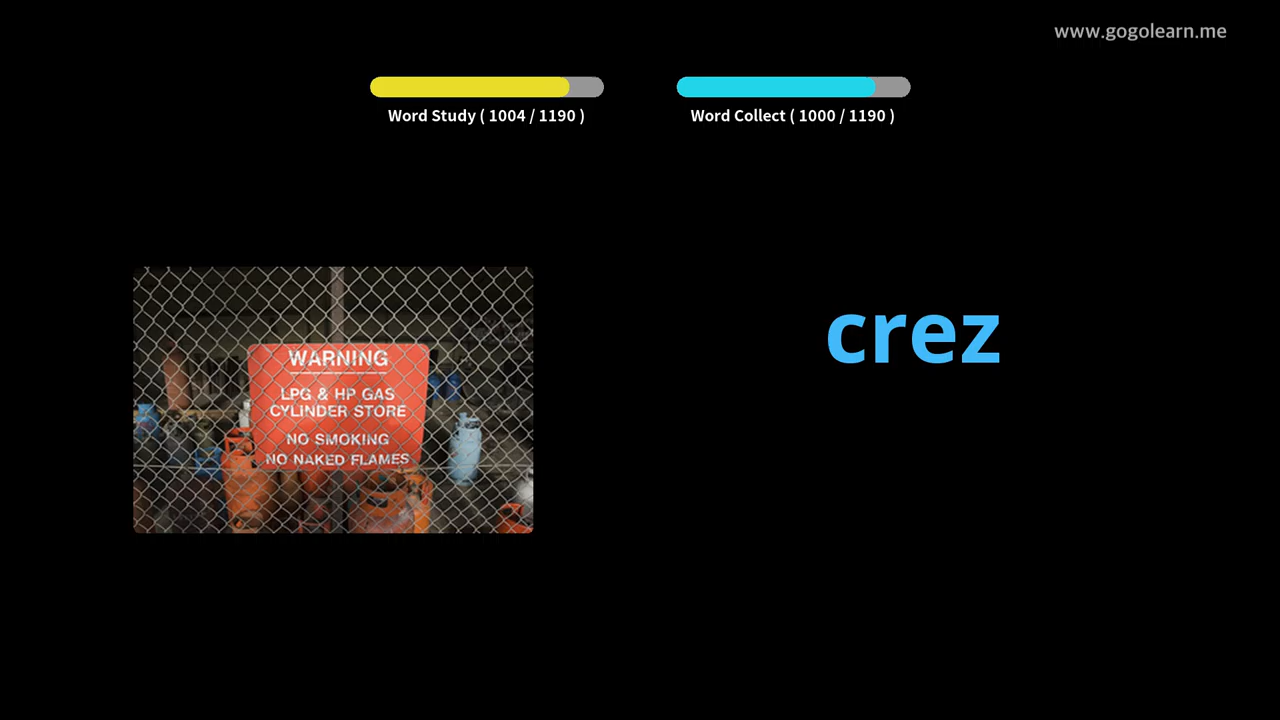 www.gogolearn.me
Word Study ( 1004 / 1190 )
Word Collect ( 1000 / 1190 )
crez
WARNING
LPG & HP GAS
CYLINDER STORE
NO SMOKING
NO NAKED FLAMES